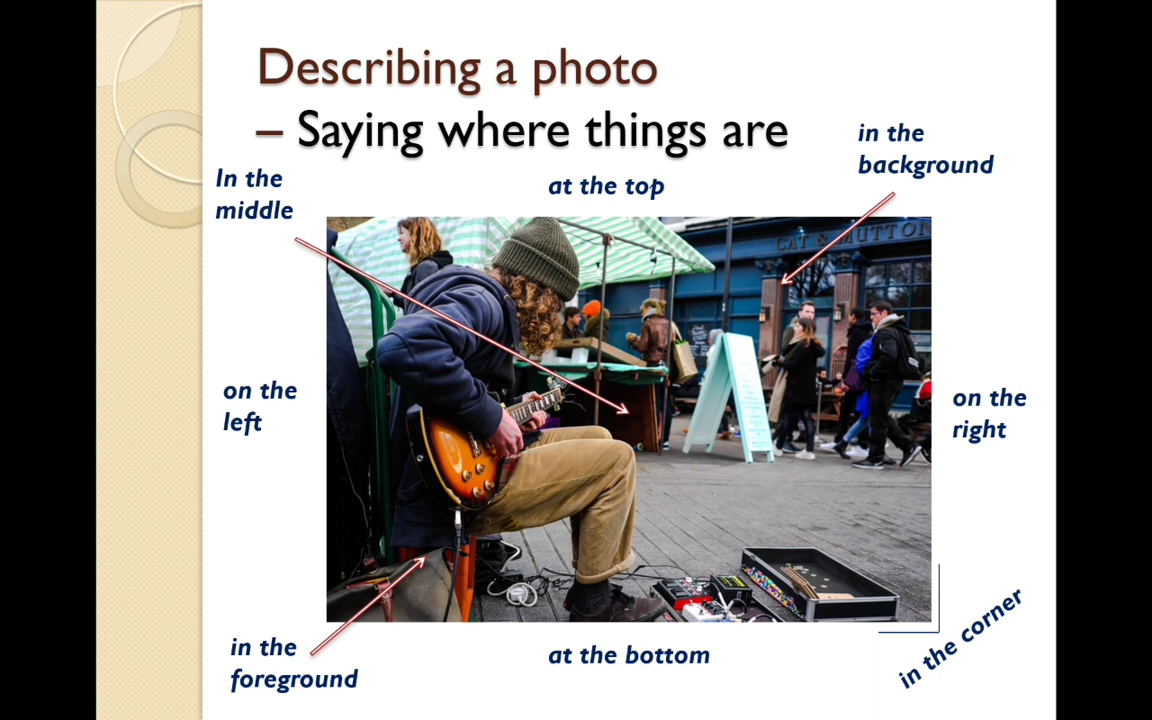 Describing a photo
– Saying where things are
in the
background
In the
middle
at the top
CAT & MUTTON
on the
left
on the
right
in the
foreground
at the bottom
in the corner